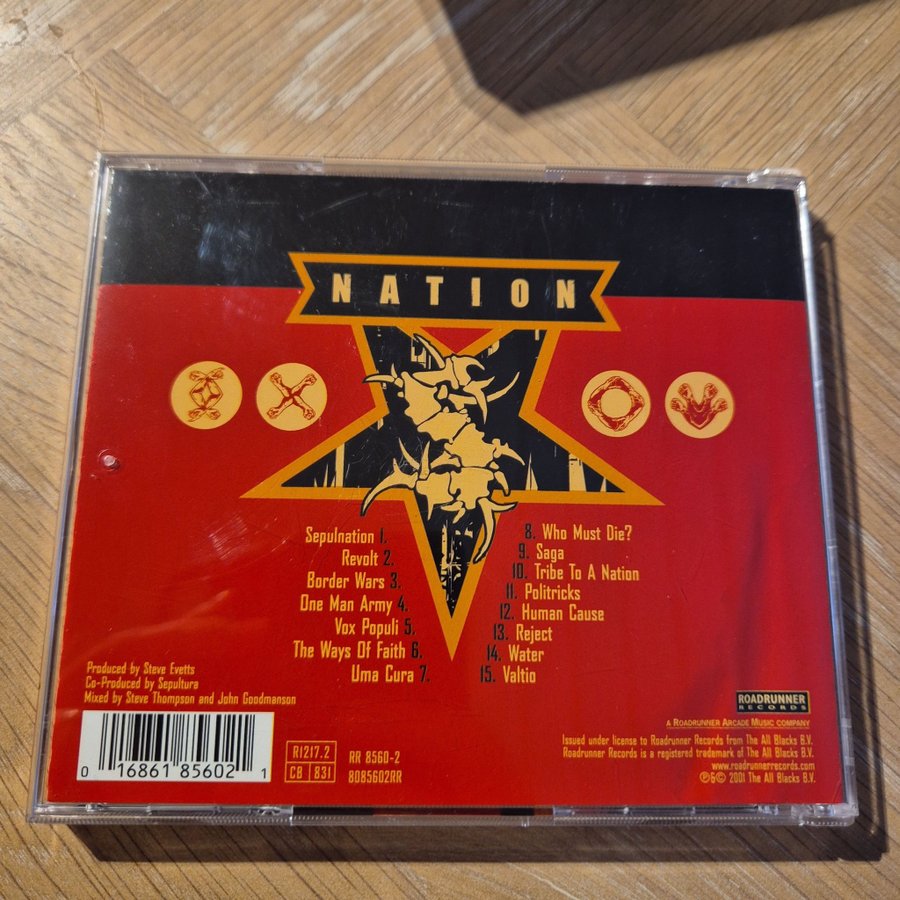 NATION
Sepulnation 1.
Revolt 2.
Border Wars 3.
One Man Army 4.
Vox Populi 5.
The Ways Of Faith 6.
Uma Cura 7.
8. Who Must Die?
9. Saga
10. Tribe To A Nation
11. Politricks
12. Human Cause
13. Reject
14. Water
15. Valtio
Produced by Steve Evetts
Co-Produced by Sepultura
Mixed by Steve Thompson and John Goodmanson
0 16861 85602 1
R1217.2
CB 831
RR 8560-2
8085602RR
ROADRUNNER
RECORDS
A ROADRUNNER ARCADE MUSIC COMPANY
Issued under license to Roadrunner Records from The All Blacks B.V.
Roadrunner Records is a registered trademark of The All Blacks B.V.
www.roadrunnerrecords.com
℗&© 2001 The All Blacks B.V.